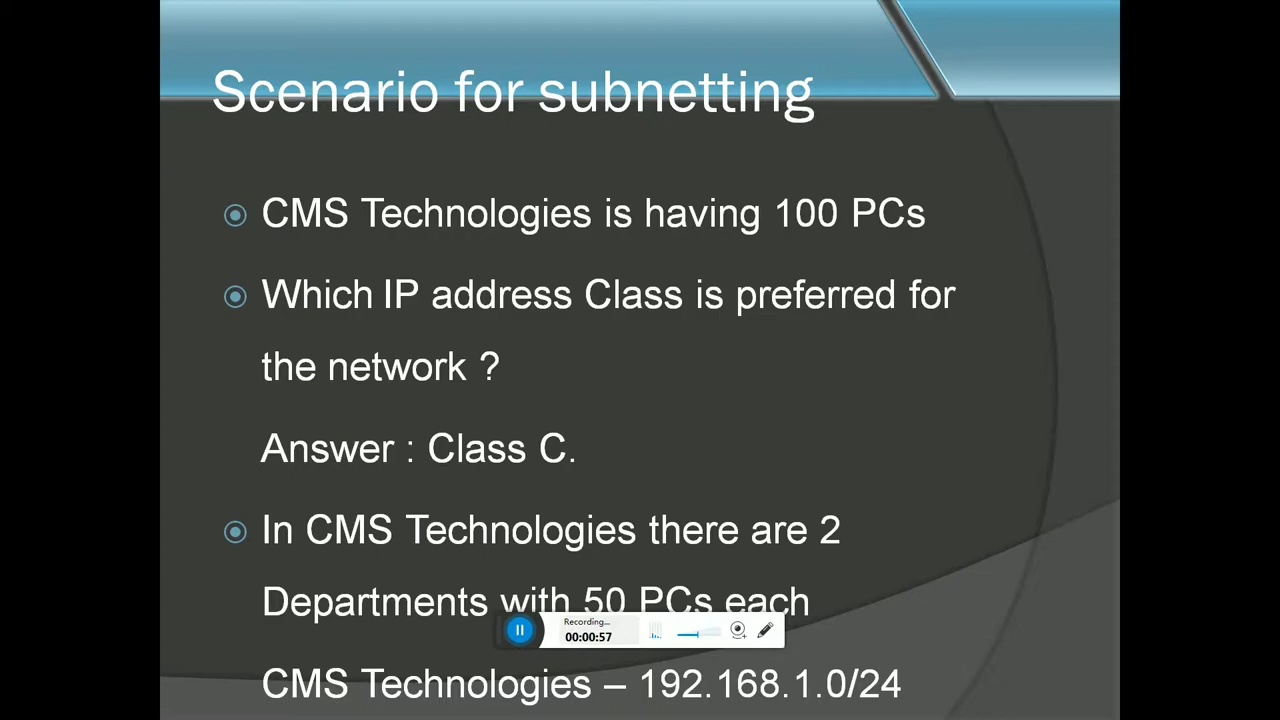 Scenario for subnetting
CMS Technologies is having 100 PCs
Which IP address Class is preferred for
the network ?
Answer : Class C.
In CMS Technologies there are 2
Departments with 50 PCs each
Recording...
00:00:57
CMS Technologies – 192.168.1.0/24